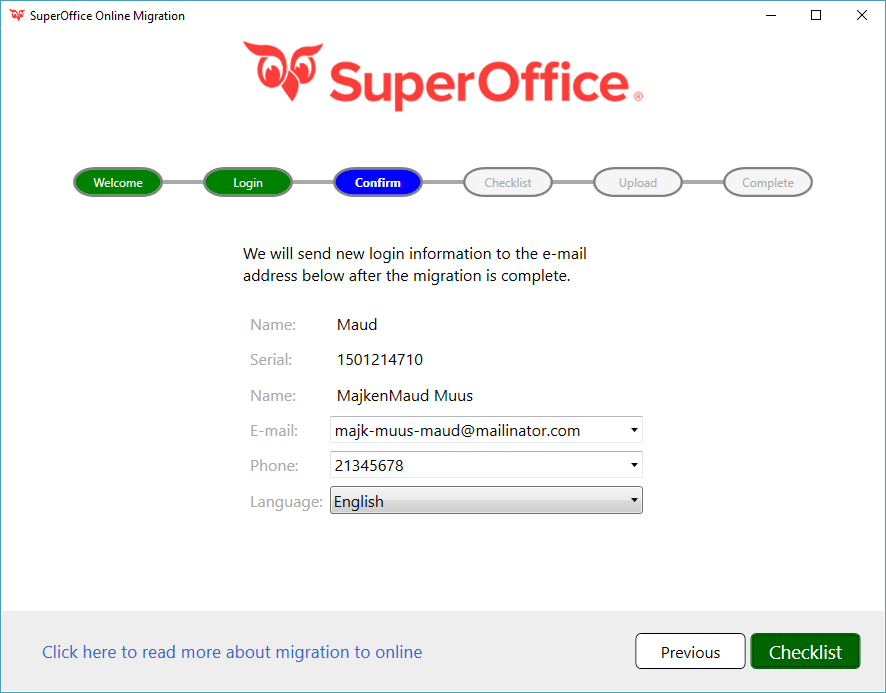 SuperOffice Online Migration
SuperOffice®
Welcome
Login
Confirm
Checklist
Upload
Complete
We will send new login information to the e-mail
address below after the migration is complete.
Name: Maud
Serial: 1501214710
Name: MajkenMaud Muus
E-mail: majk-muus-maud@mailinator.com
Phone: 21345678
Language: English
Click here to read more about migration to online
Previous
Checklist